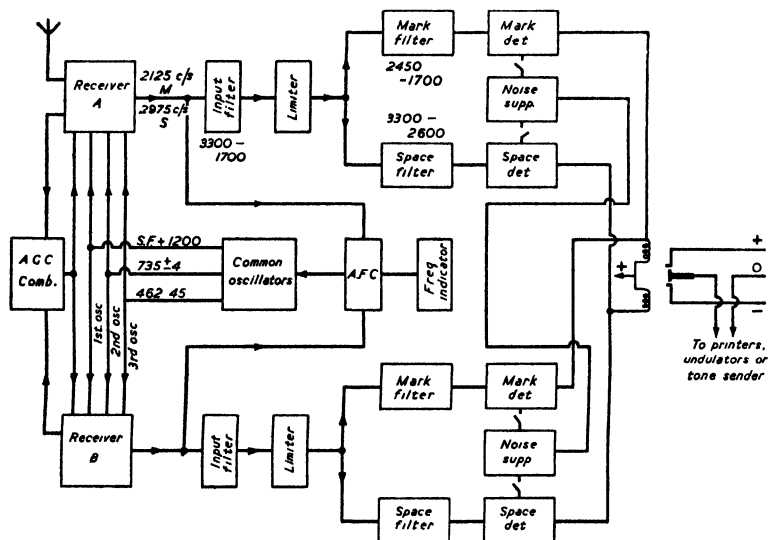 Receiver
A
2125 c/s
M
2975 c/s
S
Input
filter
3300 -
1700
Limiter
Mark
filter
2450
-1700
Mark
det
Noise
supp.
3300 -
2600
Space
filter
Space
det
A G C
Comb.
1st osc
2nd osc
3rd osc
S.F. + 1200
735 ± 4
462 45
Common
oscillators
A.F.C
Freq
indicator
+
+
O
-
To printers,
undulators or
tone sender
Receiver
B
Input
filter
Limiter
Mark
filter
Mark
det
Noise
supp
Space
filter
Space
det